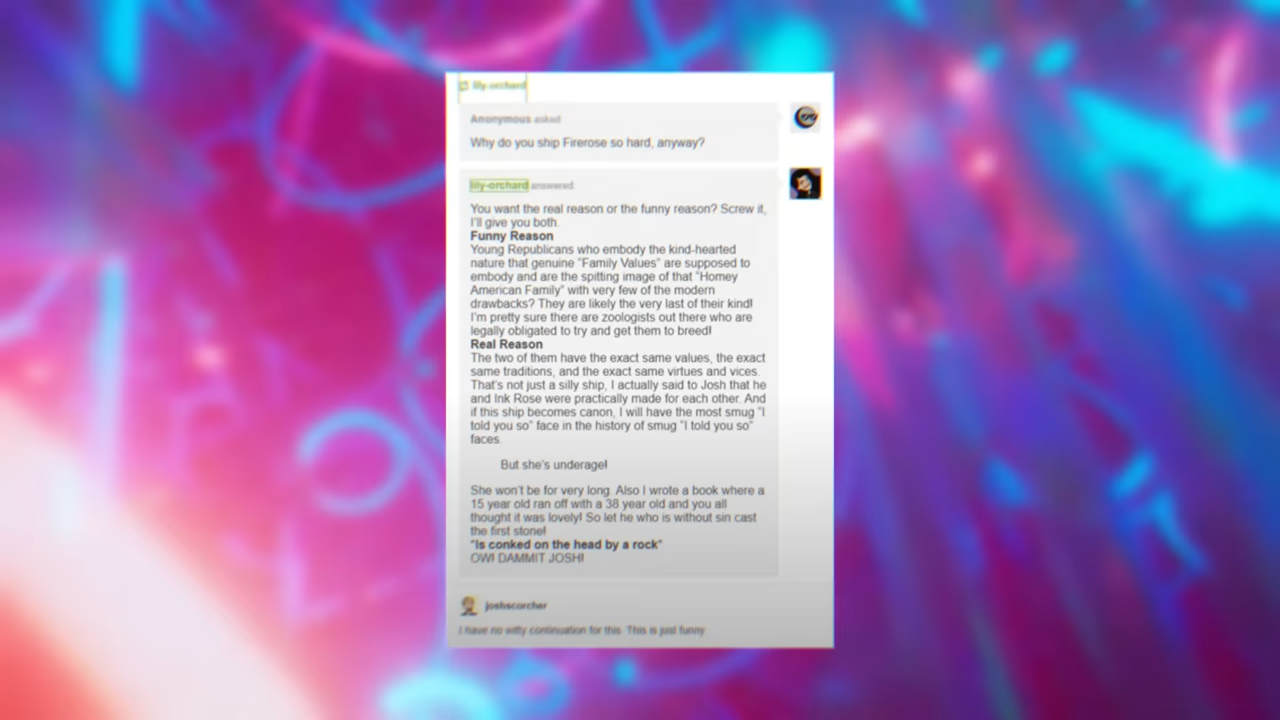 lily-orchard
Anonymous asked
Why do you ship Firerose so hard, anyway?
lily-orchard answered
You want the real reason or the funny reason? Screw it,
I'll give you both.
Funny Reason
Young Republicans who embody the kind-hearted
nature that genuine "Family Values" are supposed to
embody and are the spitting image of that "Homey
American Family" with very few of the modern
drawbacks? They are likely the very last of their kind!
I'm pretty sure there are zoologists out there who are
legally obligated to try and get them to breed!
Real Reason
The two of them have the exact same values, the exact
same traditions, and the exact same virtues and vices.
That's not just a silly ship, I actually said to Josh that he
and Ink Rose were practically made for each other. And
if this ship becomes canon, I will have the most smug "I
told you so" face in the history of smug "I told you so"
faces.
But she's underage!
She won't be for very long. Also I wrote a book where a
15 year old ran off with a 38 year old and you all
thought it was lovely! So let he who is without sin cast
the first stone!
*Is conked on the head by a rock*
OW! DAMMIT JOSH!
joshscorcher
I have no witty continuation for this. This is just funny.